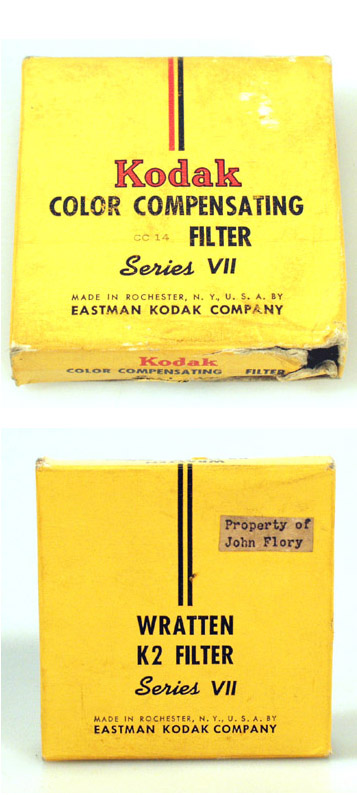 Kodak
COLOR COMPENSATING
CC 14 FILTER
Series VII
MADE IN ROCHESTER, N. Y., U. S. A. BY
EASTMAN KODAK COMPANY
Kodak
COLOR COMPENSATING FILTER
Property of
John Flory
WRATTEN
K2 FILTER
Series VII
MADE IN ROCHESTER, N. Y., U. S. A. BY
EASTMAN KODAK COMPANY